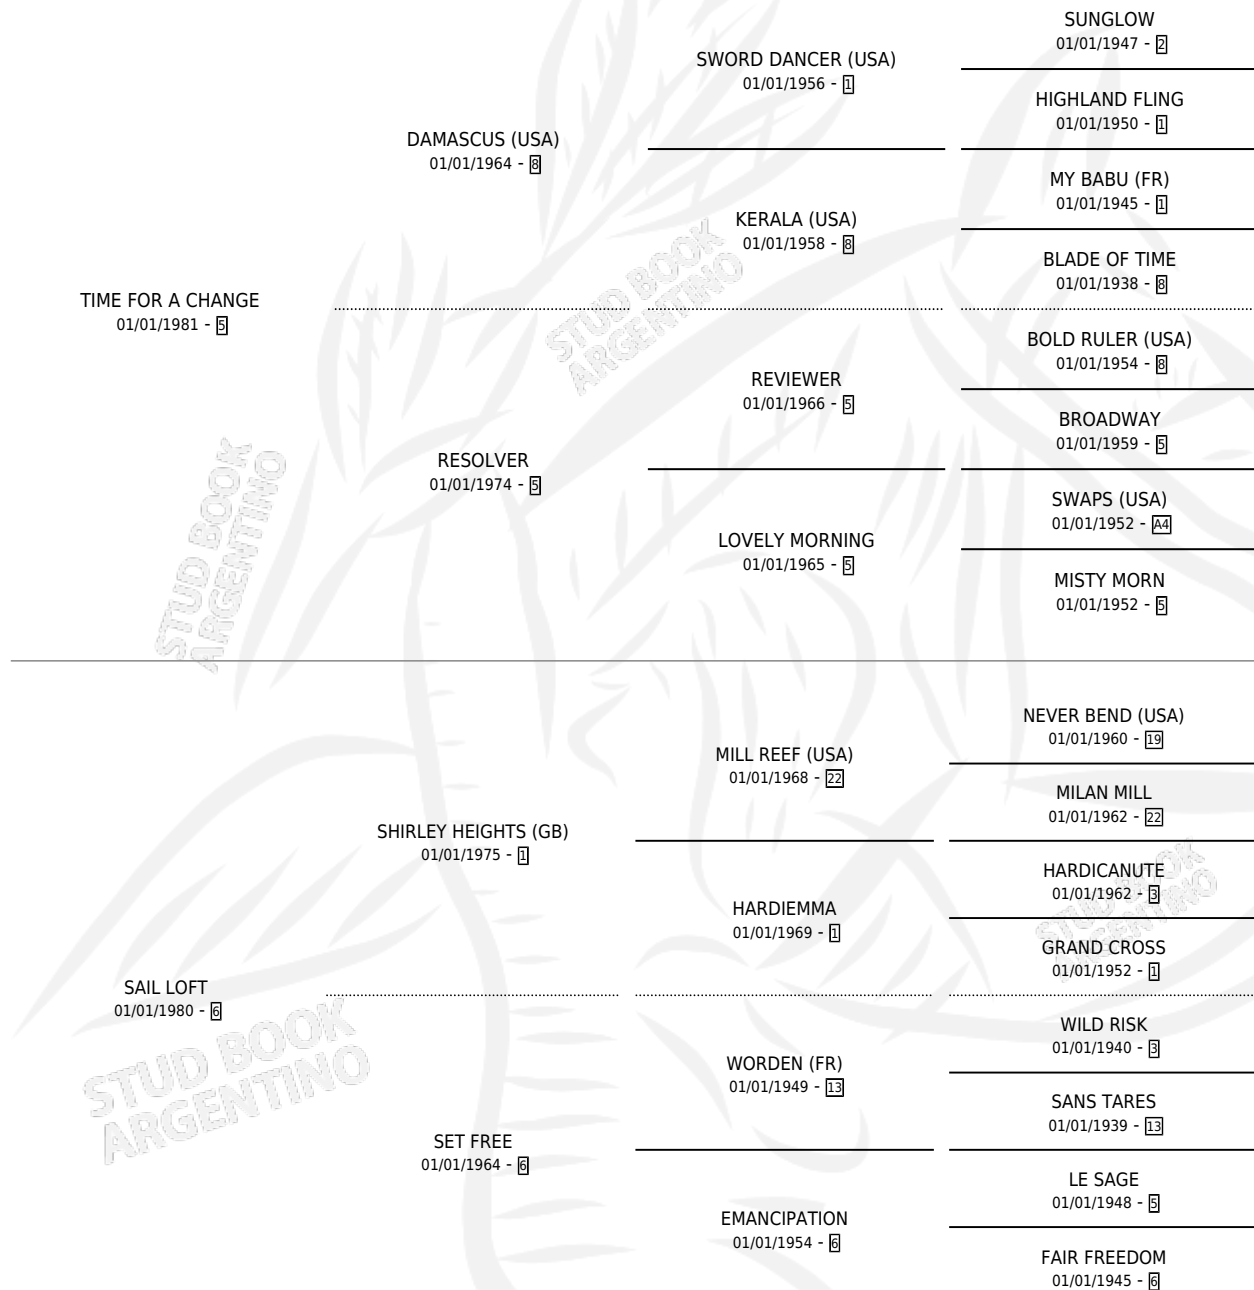 SUNGLOW
01/01/1947 - 2
SWORD DANCER (USA)
01/01/1956 - 1
HIGHLAND FLING
01/01/1950 - 1
DAMASCUS (USA)
01/01/1964 - 8
MY BABU (FR)
01/01/1945 - 1
KERALA (USA)
01/01/1958 - 8
BLADE OF TIME
01/01/1938 - 8
TIME FOR A CHANGE
01/01/1981 - 5
BOLD RULER (USA)
01/01/1954 - 8
REVIEWER
01/01/1966 - 5
BROADWAY
01/01/1959 - 5
RESOLVER
01/01/1974 - 5
SWAPS (USA)
01/01/1952 - A4
LOVELY MORNING
01/01/1965 - 5
MISTY MORN
01/01/1952 - 5
NEVER BEND (USA)
01/01/1960 - 19
MILL REEF (USA)
01/01/1968 - 22
MILAN MILL
01/01/1962 - 22
SHIRLEY HEIGHTS (GB)
01/01/1975 - 1
HARDICANUTE
01/01/1962 - 3
HARDIEMMA
01/01/1969 - 1
GRAND CROSS
01/01/1952 - 1
SAIL LOFT
01/01/1980 - 6
WILD RISK
01/01/1940 - 3
WORDEN (FR)
01/01/1949 - 13
SANS TARES
01/01/1939 - 13
SET FREE
01/01/1964 - 6
LE SAGE
01/01/1948 - 5
EMANCIPATION
01/01/1954 - 6
FAIR FREEDOM
01/01/1945 - 6
STUD BOOK
ARGENTINO
STUD BOOK
ARGENTINO
STUD BOOK
ARGENTINO
STUD BOOK
ARGENTINO